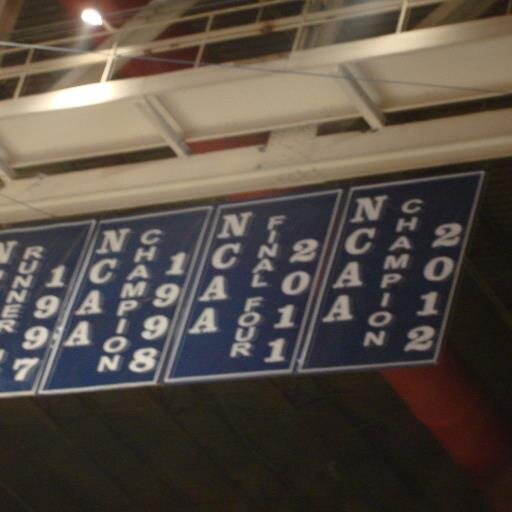 RUNNER
1997
NCAA
CHAMPION
1998
NCAA
FINAL FOUR
2011
NCAA
CHAMPION
2012